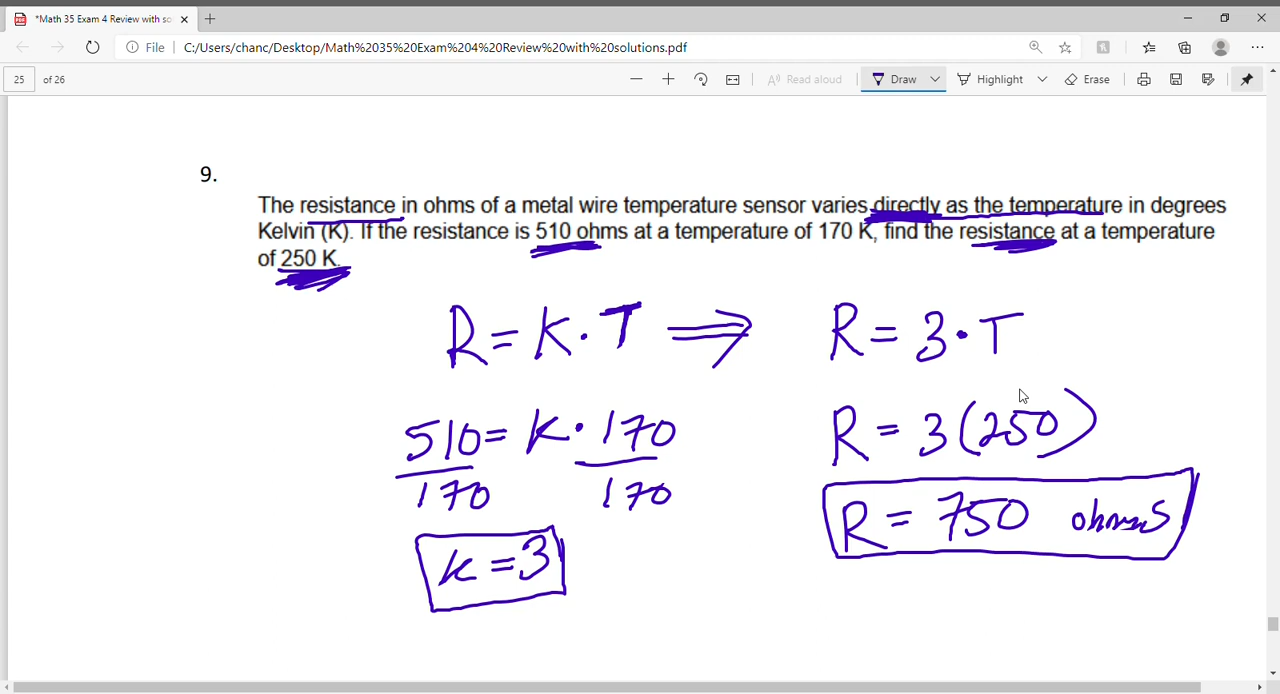 *Math 35 Exam 4 Review with so
File C:/Users/chanc/Desktop/Math%2035%20Exam%204%20Review%20with%20solutions.pdf
25 of 26 Read aloud Draw Highlight Erase
9.
The resistance in ohms of a metal wire temperature sensor varies directly as the temperature in degrees
Kelvin (K). If the resistance is 510 ohms at a temperature of 170 K, find the resistance at a temperature
of 250 K.
R = K · T ⟹ R = 3 · T
510 = K · 170 R = 3(250)
170 170
R = 750 ohms
K = 3